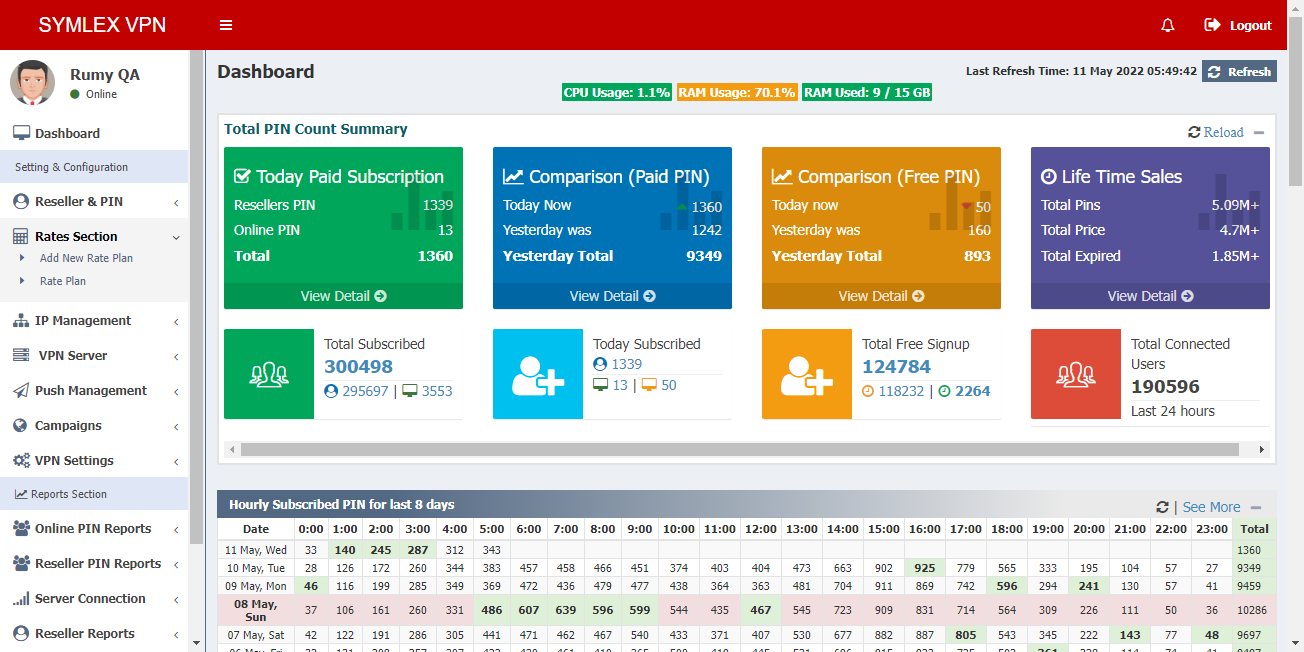 SYMLEX VPN
Logout
Rumy QA
Online
Dashboard
Setting & Configuration
Reseller & PIN
Rates Section
Add New Rate Plan
Rate Plan
IP Management
VPN Server
Push Management
Campaigns
VPN Settings
Reports Section
Online PIN Reports
Reseller PIN Reports
Server Connection
Reseller Reports
Dashboard
Last Refresh Time: 11 May 2022 05:49:42 Refresh
CPU Usage: 1.1% RAM Usage: 70.1% RAM Used: 9 / 15 GB
Total PIN Count Summary
Reload
Today Paid Subscription
Resellers PIN 1339
Online PIN 13
Total 1360
View Detail
Comparison (Paid PIN)
Today Now 1360
Yesterday was 1242
Yesterday Total 9349
View Detail
Comparison (Free PIN)
Today now 50
Yesterday was 160
Yesterday Total 893
View Detail
Life Time Sales
Total Pins 5.09M+
Total Price 4.7M+
Total Expired 1.85M+
View Detail
Total Subscribed
300498
295697 | 3553
Today Subscribed
1339
13 | 50
Total Free Signup
124784
118232 | 2264
Total Connected
Users
190596
Last 24 hours
Hourly Subscribed PIN for last 8 days
| See More
Date 0:00 1:00 2:00 3:00 4:00 5:00 6:00 7:00 8:00 9:00 10:00 11:00 12:00 13:00 14:00 15:00 16:00 17:00 18:00 19:00 20:00 21:00 22:00 23:00 Total
11 May, Wed 33 140 245 287 312 343 1360
10 May, Tue 28 126 172 260 344 383 457 458 466 451 374 403 404 473 663 902 925 779 565 333 195 104 57 27 9349
09 May, Mon 46 116 199 285 349 369 472 436 479 477 438 364 363 481 704 911 869 742 596 294 241 130 57 41 9459
08 May,
Sun 37 106 161 260 331 486 607 639 596 599 544 435 467 545 723 909 831 714 564 309 226 111 50 36 10286
07 May, Sat 42 122 191 286 305 441 471 462 467 540 433 371 407 530 677 882 887 805 543 345 222 143 77 48 9697